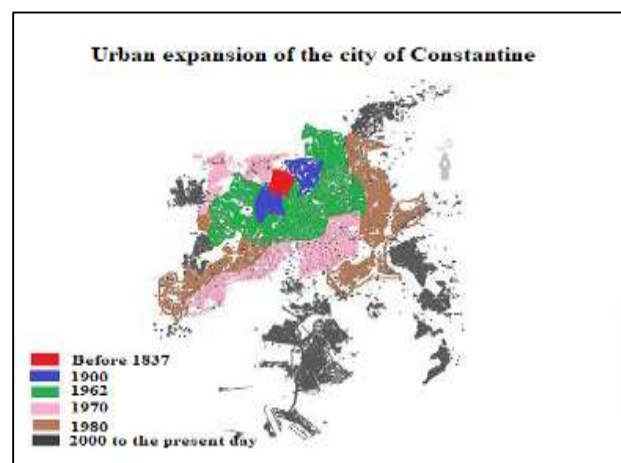 Urban expansion of the city of Constantine
Before 1837
1900
1962
1970
1980
2000 to the present day